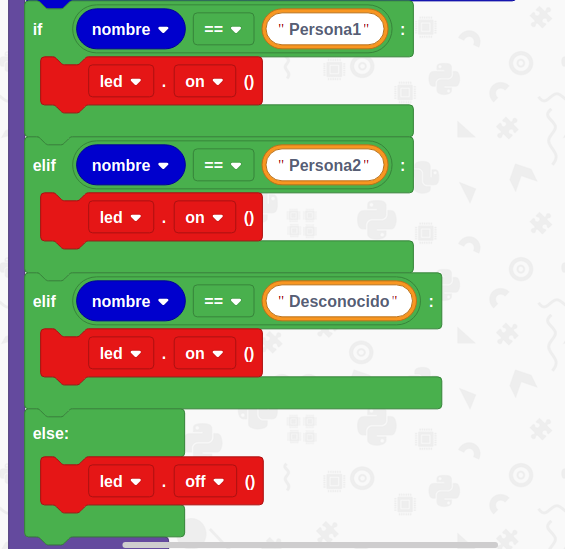 if nombre == "Persona1" :
led . on ()
elif nombre == "Persona2" :
led . on ()
elif nombre == "Desconocido" :
led . on ()
else:
led . off ()